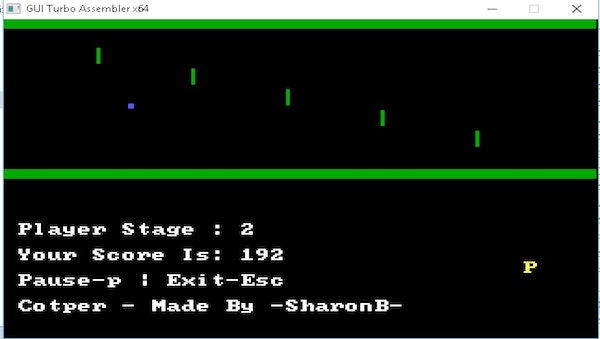 GUI Turbo Assembler x64
Player Stage : 2
Your Score Is: 192
P
Pause-p | Exit-Esc
Cotper - Made By -SharonB-